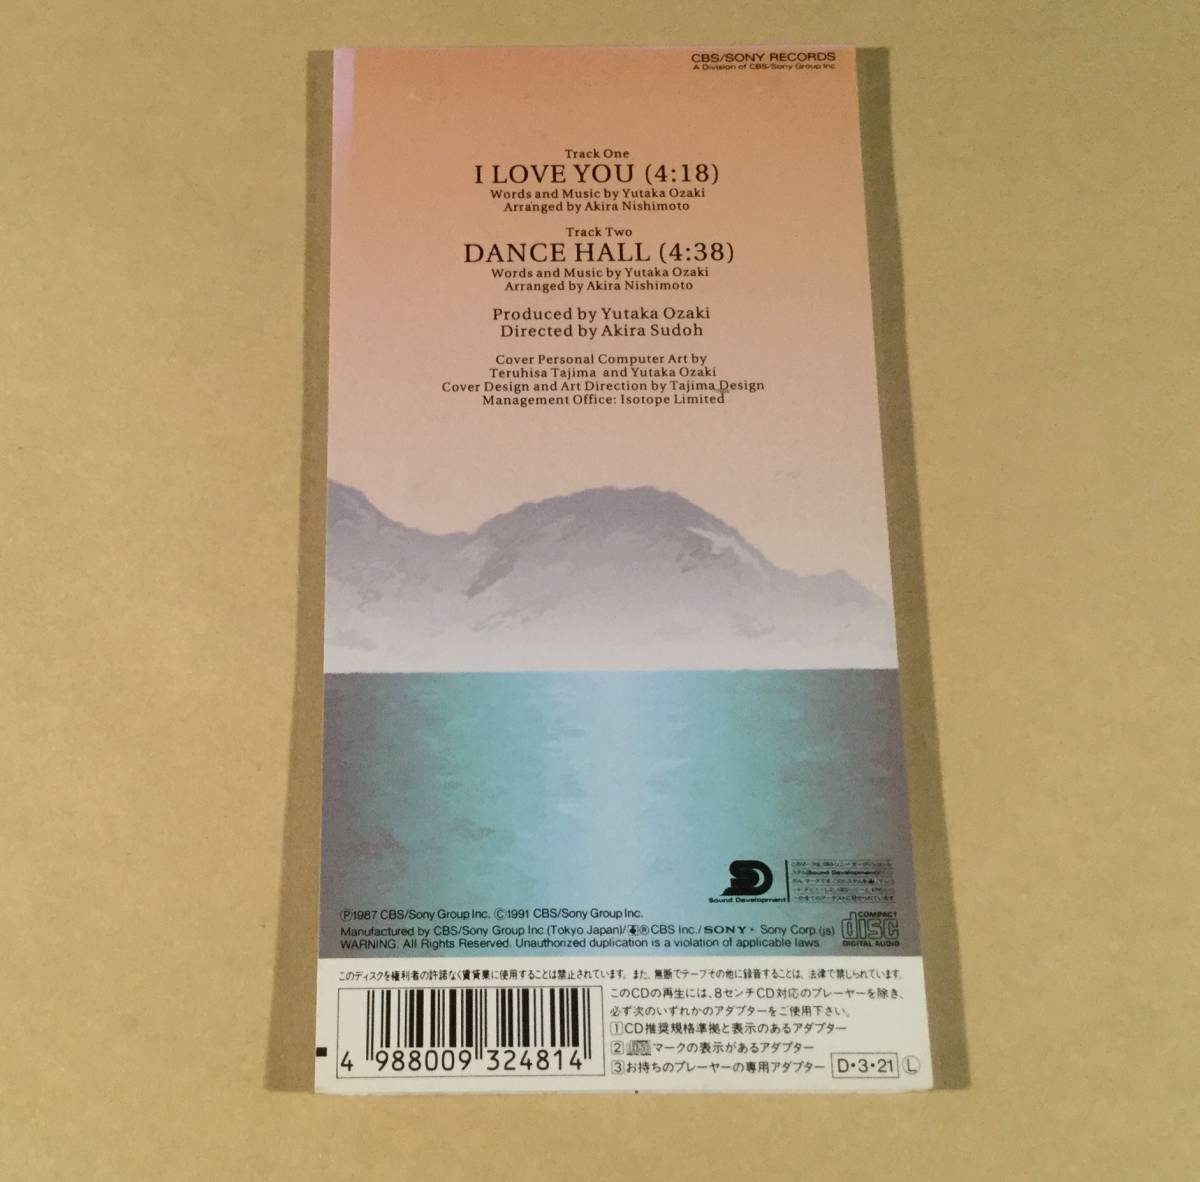 CBS/SONY RECORDS
A Division of CBS/Sony Group Inc.
Track One
I LOVE YOU (4:18)
Words and Music by Yutaka Ozaki
Arranged by Akira Nishimoto
Track Two
DANCE HALL (4:38)
Words and Music by Yutaka Ozaki
Arranged by Akira Nishimoto
Produced by Yutaka Ozaki
Directed by Akira Sudoh
Cover Personal Computer Art by
Teruhisa Tajima and Yutaka Ozaki
Cover Design and Art Direction by Tajima Design
Management Office: Isotope Limited
SD
Sound Development
Ⓟ1987 CBS/Sony Group Inc. Ⓒ1991 CBS/Sony Group Inc.
Manufactured by CBS/Sony Group Inc (Tokyo Japan)/® CBS Inc./SONY® Sony Corp. (js)
WARNING. All Rights Reserved. Unauthorized duplication is a violation of applicable laws.
COMPACT
disc
DIGITAL AUDIO
このディスクを権利者の許諾なく賃貸業に使用することは禁止されています。また、無断でテープその他に録音することは、法律で禁じられています。
このCDの再生には、8センチCD対応のプレーヤーを除き、
必ず次のいずれかのアダプターをご使用下さい。
1 CD推奨規格準拠と表示のあるアダプター
2 マークの表示があるアダプター
3 お持ちのプレーヤーの専用アダプター
D・3・21 Ⓛ
4 988009 324814